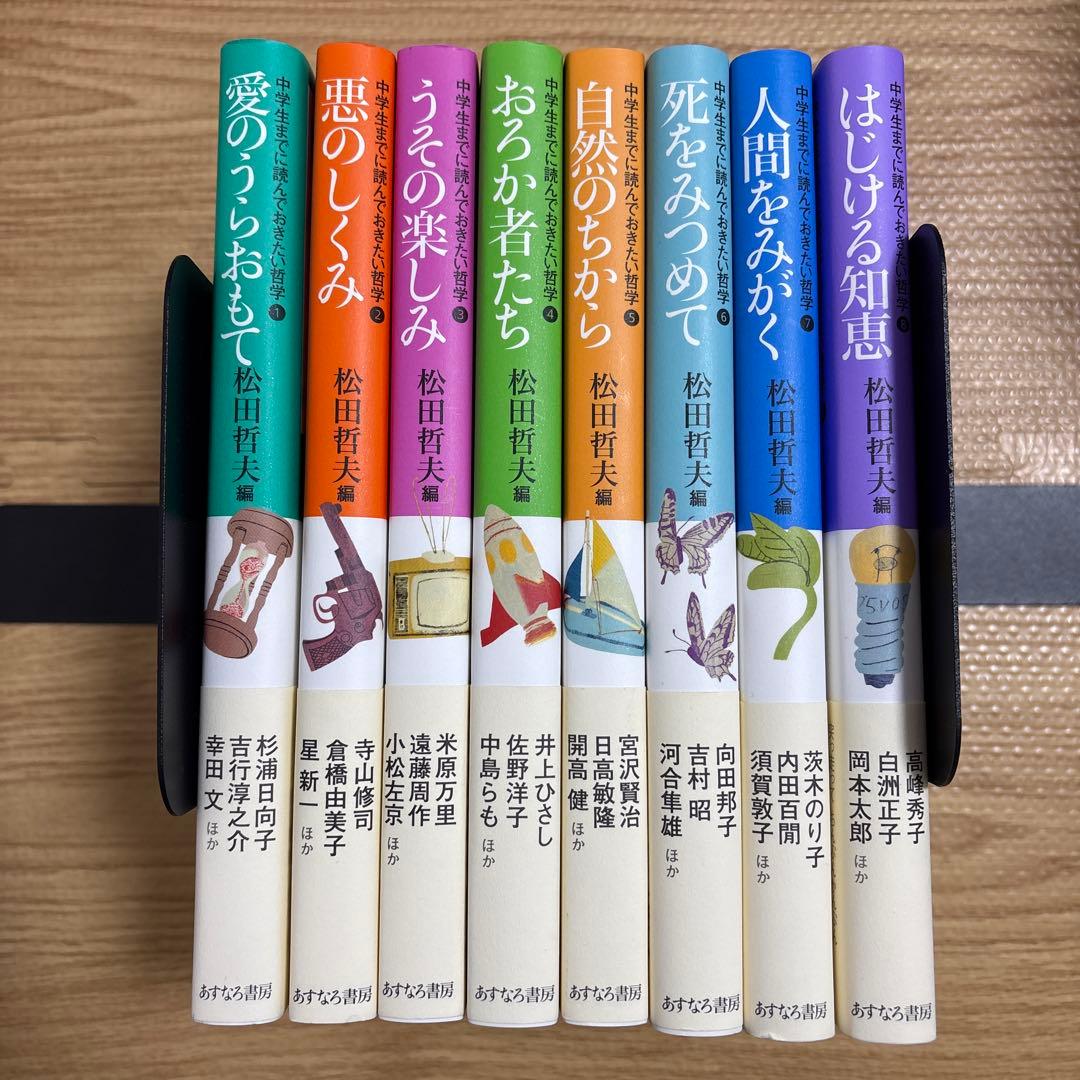 中学生までに読んでおきたい哲学 1
愛のうらおもて
松田哲夫 編
杉浦日向子
吉行淳之介
幸田 文 ほか
あすなろ書房
中学生までに読んでおきたい哲学 2
悪のしくみ
松田哲夫 編
寺山修司
倉橋由美子
星 新一 ほか
あすなろ書房
中学生までに読んでおきたい哲学 3
うその楽しみ
松田哲夫 編
米原万里
遠藤周作
小松左京 ほか
あすなろ書房
中学生までに読んでおきたい哲学 4
おろか者たち
松田哲夫 編
井上ひさし
佐野洋子
中島らも ほか
あすなろ書房
中学生までに読んでおきたい哲学 5
自然のちから
松田哲夫 編
宮沢賢治
日高敏隆
開高 健 ほか
あすなろ書房
中学生までに読んでおきたい哲学 6
死をみつめて
松田哲夫 編
向田邦子
吉村 昭
河合隼雄 ほか
あすなろ書房
中学生までに読んでおきたい哲学 7
人間をみがく
松田哲夫 編
茨木のり子
内田百閒
須賀敦子 ほか
あすなろ書房
中学生までに読んでおきたい哲学 8
はじける知恵
松田哲夫 編
高峰秀子
白洲正子
岡本太郎 ほか
あすなろ書房